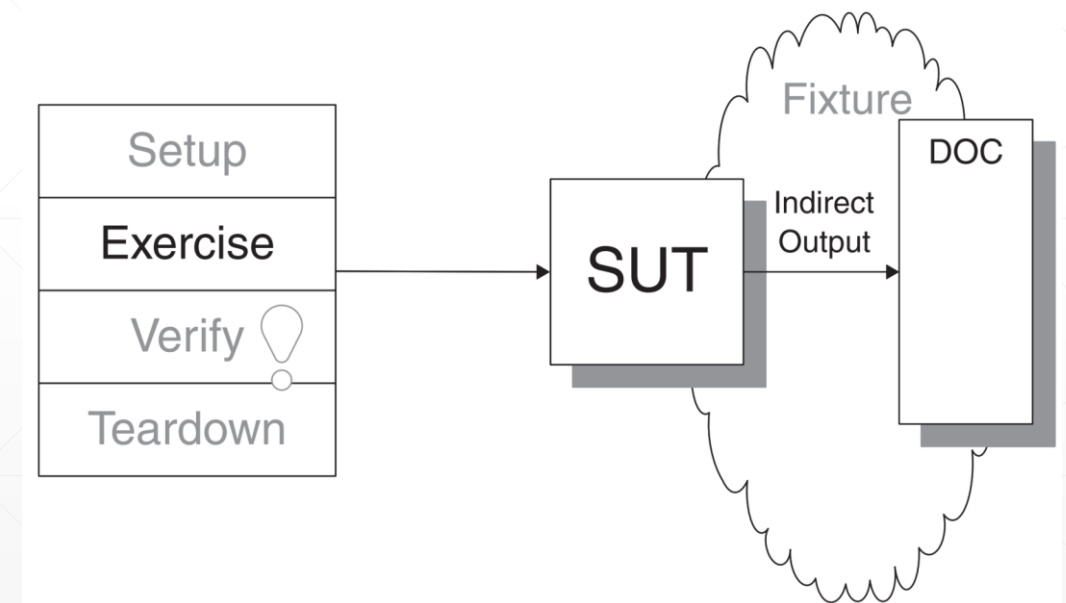 Setup
Exercise
Verify
Teardown
SUT
Fixture
Indirect
Output
DOC